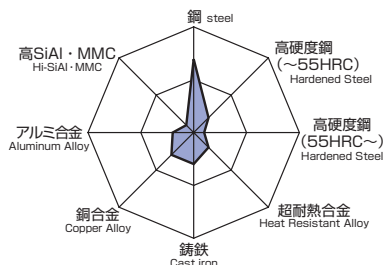 鋼 steel
高硬度鋼
(～55HRC)
Hardened Steel
高硬度鋼
(55HRC～)
Hardened Steel
超耐熱合金
Heat Resistant Alloy
鋳鉄
Cast iron
銅合金
Copper Alloy
アルミ合金
Aluminum Alloy
高SiAl・MMC
Hi-SiAl・MMC